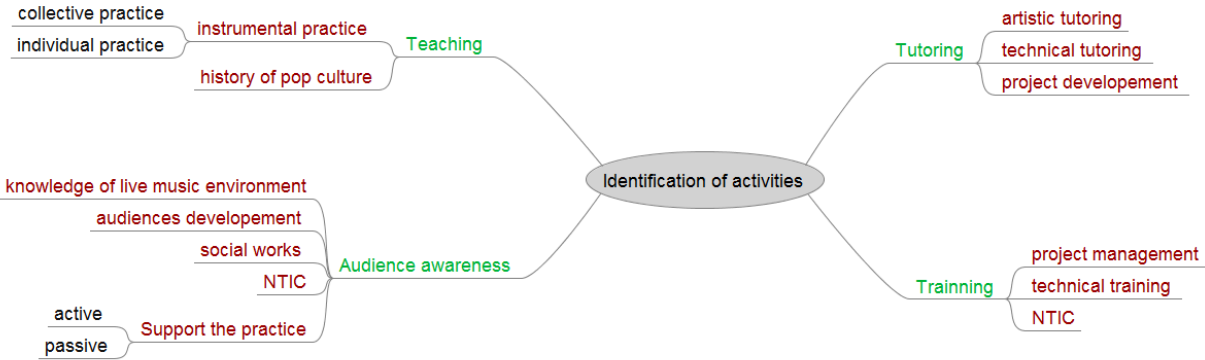 collective practice
individual practice
instrumental practice
history of pop culture
Teaching
knowledge of live music environment
audiences developement
social works
NTIC
active
passive
Support the practice
Audience awareness
Identification of activities
Tutoring
artistic tutoring
technical tutoring
project developement
Trainning
project management
technical training
NTIC